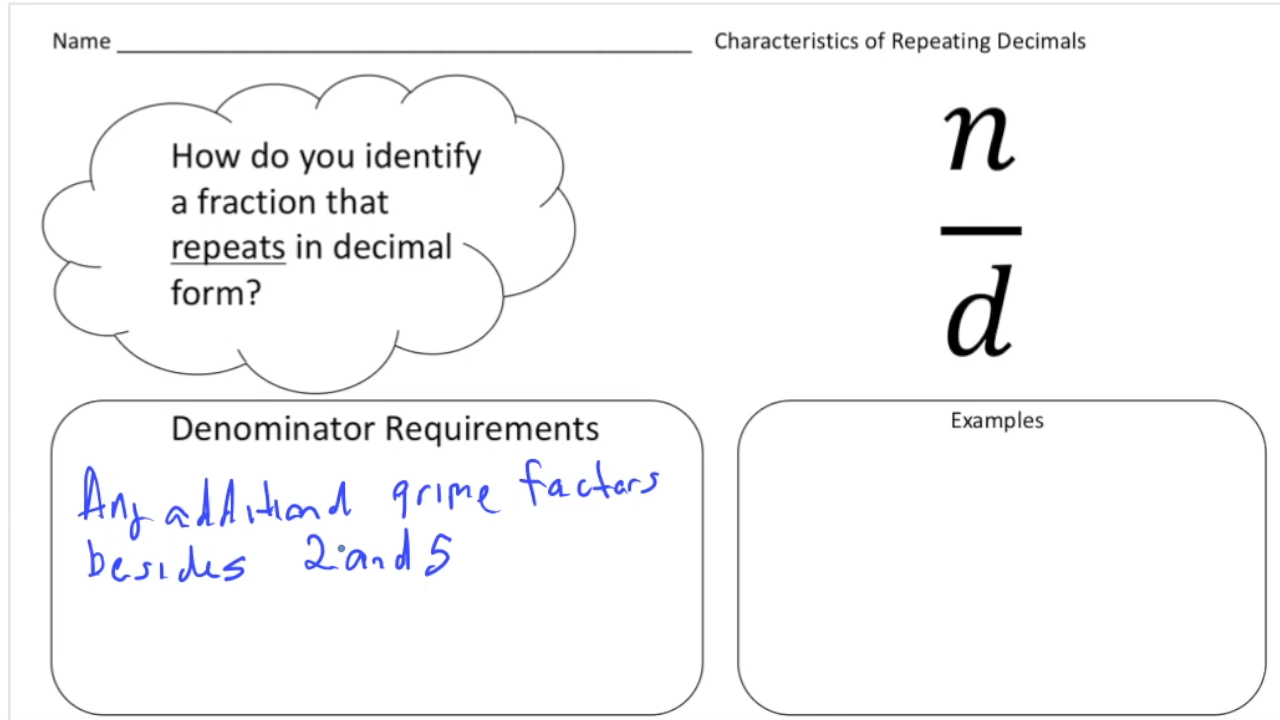 Name
Characteristics of Repeating Decimals
How do you identify
a fraction that
repeats in decimal
form?
n
d
Denominator Requirements
Any additional prime factors
besides 2 and 5
Examples